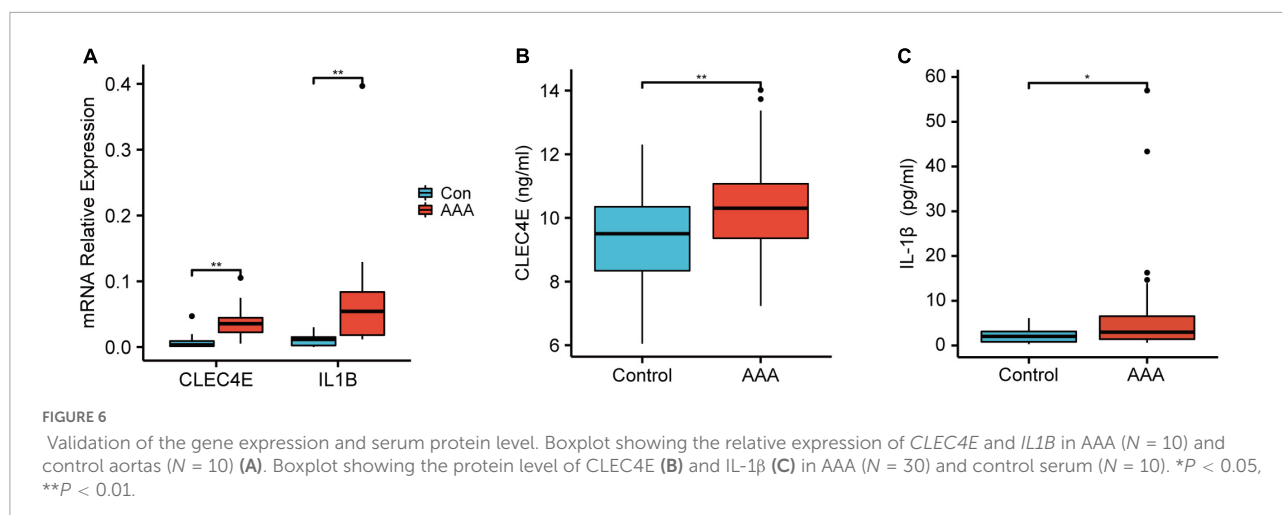 A
mRNA Relative Expression
0.4
0.3
0.2
0.1
0.0
**
**
CLEC4E
IL1B
Con
AAA
B
CLEC4E (ng/ml)
14
12
10
8
6
**
Control
AAA
C
IL-1β (pg/ml)
60
50
40
30
20
10
0
*
Control
AAA
FIGURE 6
Validation of the gene expression and serum protein level. Boxplot showing the relative expression of CLEC4E and IL1B in AAA (N = 10) and
control aortas (N = 10) (A). Boxplot showing the protein level of CLEC4E (B) and IL-1β (C) in AAA (N = 30) and control serum (N = 10). *P < 0.05,
**P < 0.01.